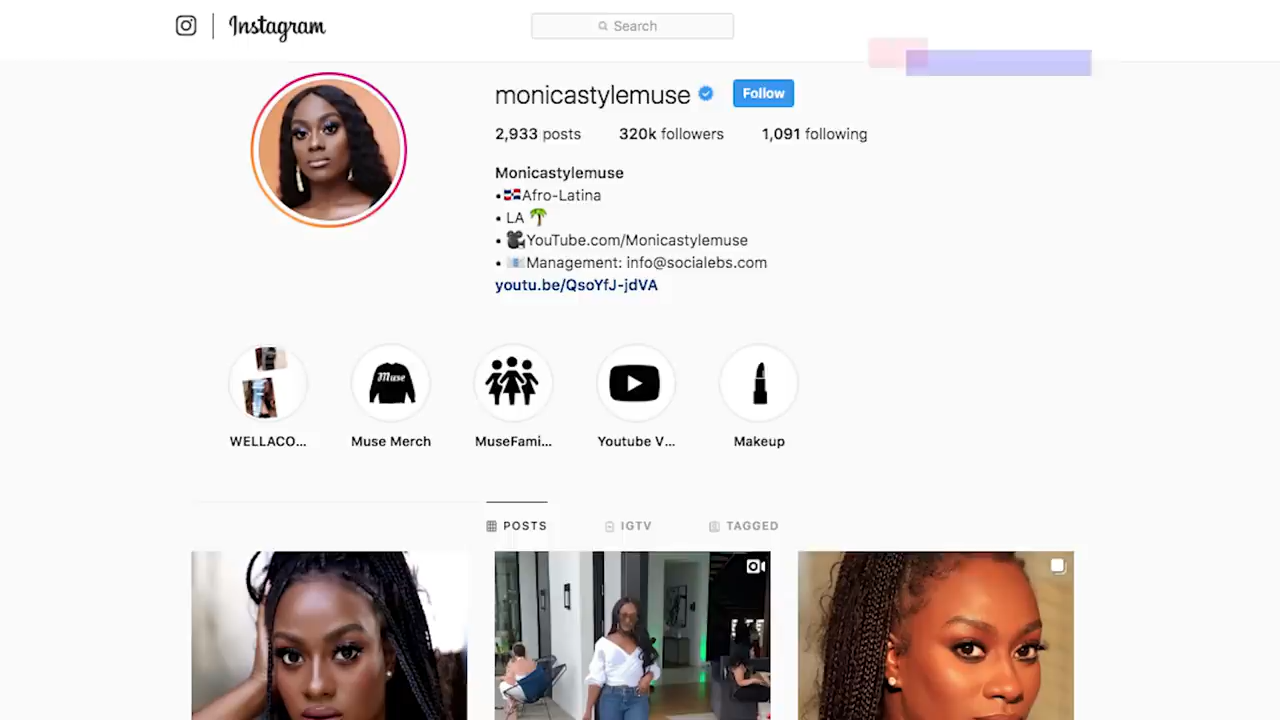 Instagram
Search
monicastylemuse Follow
2,933 posts 320k followers 1,091 following
Monicastylemuse
• 🇩🇴Afro-Latina
• LA 🌴
• 🎥YouTube.com/Monicastylemuse
• 📧Management: info@socialebs.com
youtu.be/QsoYfJ-jdVA
Muse
WELLACO... Muse Merch MuseFami... Youtube V... Makeup
POSTS IGTV TAGGED